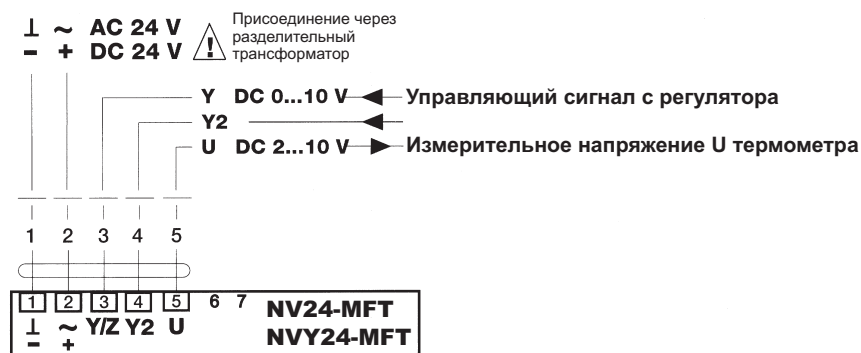 ⊥ ~ AC 24 V
− + DC 24 V
Присоединение через
разделительный
трансформатор
Y DC 0...10 V Управляющий сигнал с регулятора
Y2
U DC 2...10 V Измерительное напряжение U термометра
1 2 3 4 5
1 2 3 4 5 6 7
⊥ ~ Y/Z Y2 U
− +
NV24-MFT
NVY24-MFT